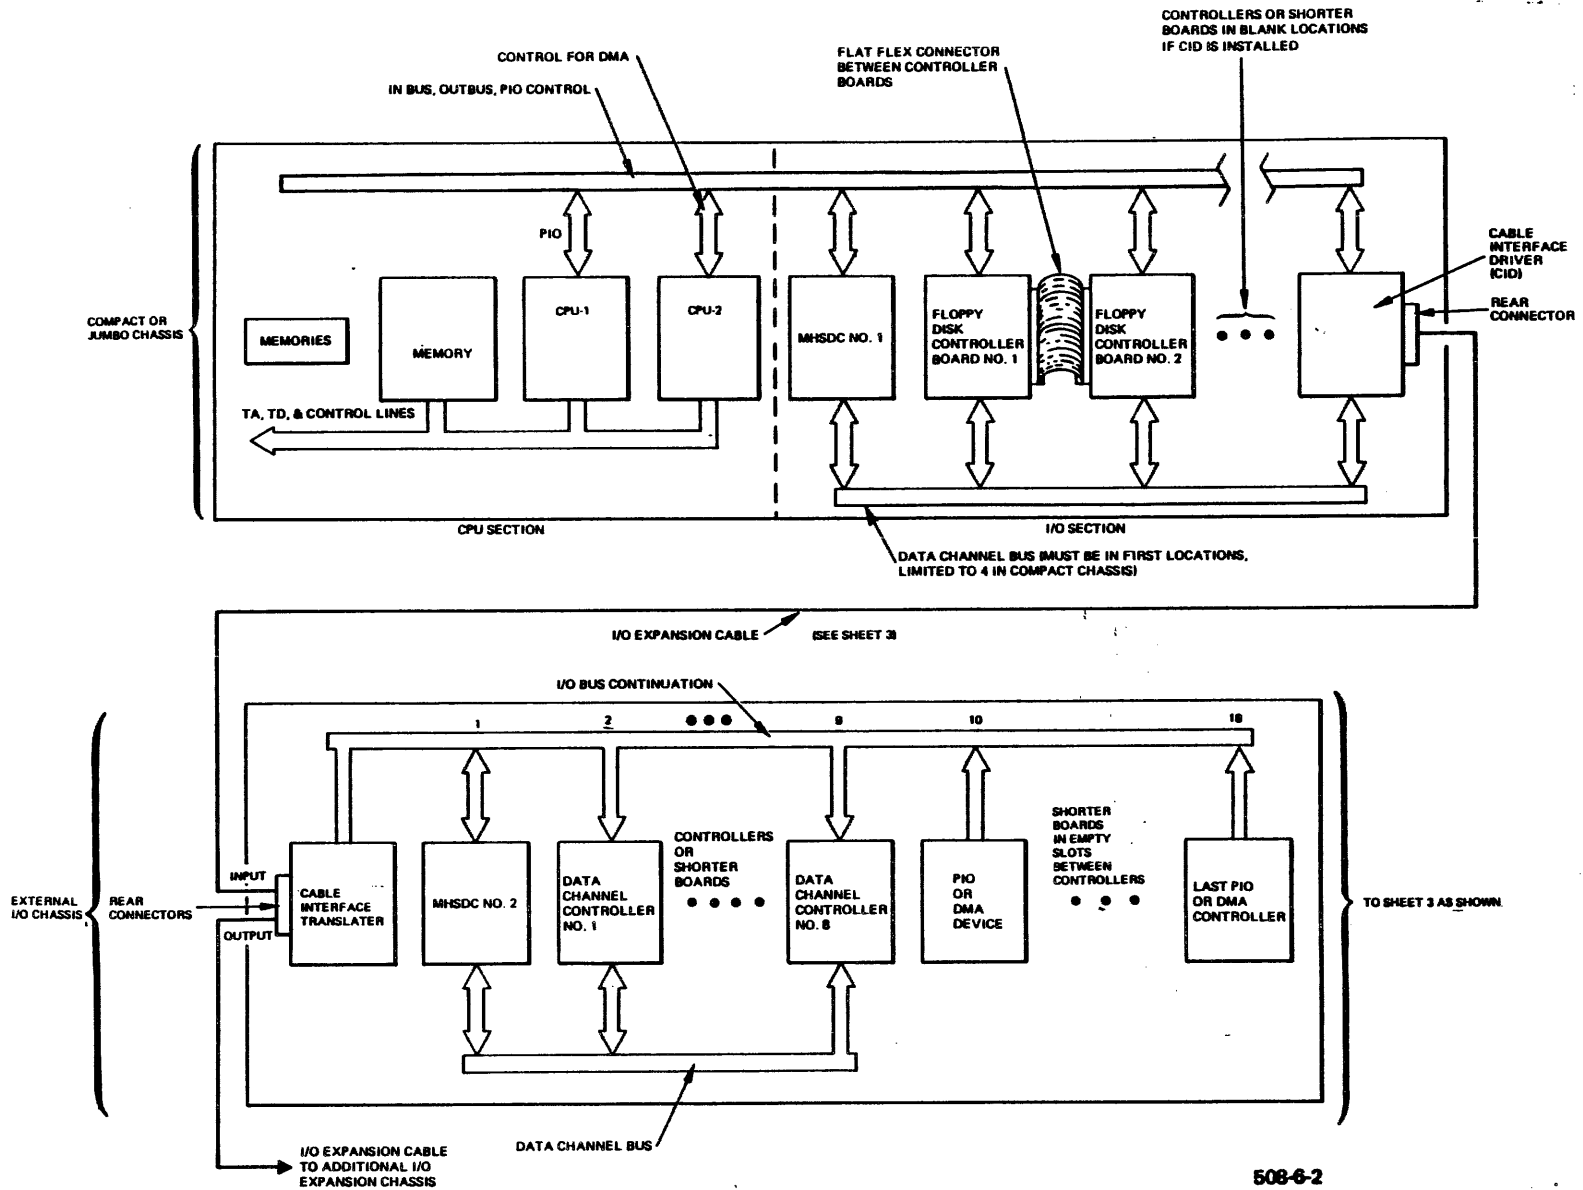 CONTROLLERS OR SHORTER
BOARDS IN BLANK LOCATIONS
IF CID IS INSTALLED
CONTROL FOR DMA
FLAT FLEX CONNECTOR
BETWEEN CONTROLLER
BOARDS
IN BUS, OUTBUS, PIO CONTROL
PIO
CABLE
INTERFACE
DRIVER
(CID)
REAR
CONNECTOR
COMPACT OR
JUMBO CHASSIS
MEMORIES
MEMORY
CPU-1
CPU-2
MHSDC NO. 1
FLOPPY
DISK
CONTROLLER
BOARD NO. 1
FLOPPY
DISK
CONTROLLER
BOARD NO. 2
TA, TD, & CONTROL LINES
CPU SECTION
I/O SECTION
DATA CHANNEL BUS (MUST BE IN FIRST LOCATIONS,
LIMITED TO 4 IN COMPACT CHASSIS)
I/O EXPANSION CABLE
(SEE SHEET 3)
I/O BUS CONTINUATION
1
2
9
10
18
EXTERNAL
I/O CHASSIS
REAR
CONNECTORS
INPUT
OUTPUT
CABLE
INTERFACE
TRANSLATER
MHSDC NO. 2
DATA
CHANNEL
CONTROLLER
NO. 1
CONTROLLERS
OR
SHORTER
BOARDS
DATA
CHANNEL
CONTROLLER
NO. 8
PIO
OR
DMA
DEVICE
SHORTER
BOARDS
IN EMPTY
SLOTS
BETWEEN
CONTROLLERS
LAST PIO
OR DMA
CONTROLLER
TO SHEET 3 AS SHOWN.
DATA CHANNEL BUS
I/O EXPANSION CABLE
TO ADDITIONAL I/O
EXPANSION CHASSIS
508-6-2